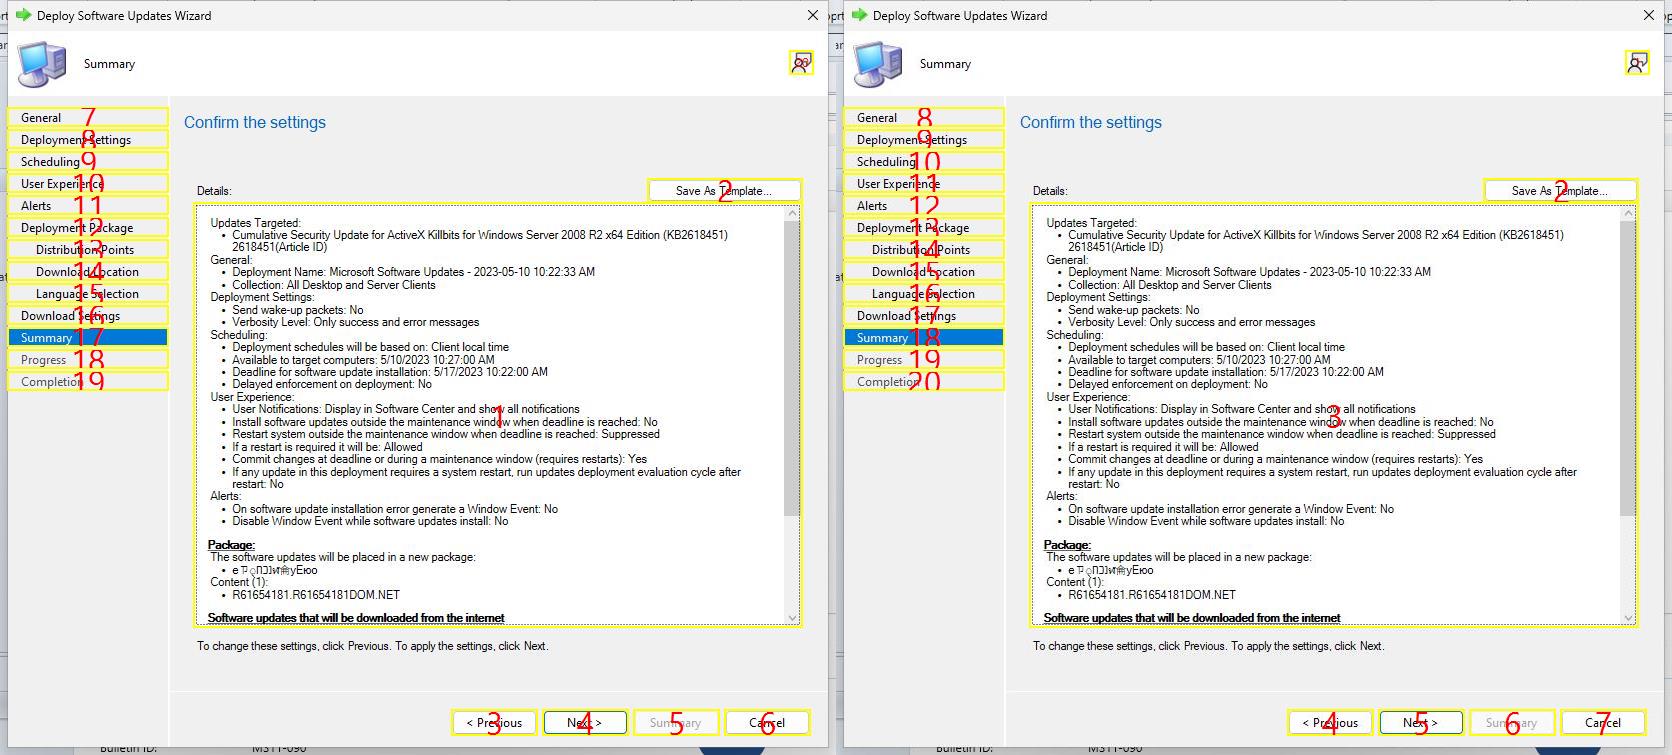 Deploy Software Updates Wizard
Summary
20
General 7
Deployment Settings 8
Scheduling 9
User Experience 10
Alerts 11
Deployment Package 12
Distribution Points 13
Download Location 14
Language Selection 15
Download Settings 16
Summary 17
Progress 18
Completion 19
Confirm the settings
Details:
Save As Template... 2
Updates Targeted:
• Cumulative Security Update for ActiveX Killbits for Windows Server 2008 R2 x64 Edition (KB2618451)
2618451(Article ID)
General:
• Deployment Name: Microsoft Software Updates - 2023-05-10 10:22:33 AM
• Collection: All Desktop and Server Clients
Deployment Settings:
• Send wake-up packets: No
• Verbosity Level: Only success and error messages
Scheduling:
• Deployment schedules will be based on: Client local time
• Available to target computers: 5/10/2023 10:27:00 AM
• Deadline for software update installation: 5/17/2023 10:22:00 AM
• Delayed enforcement on deployment: No
User Experience:
• User Notifications: Display in Software Center and show all notifications
1
• Install software updates outside the maintenance window when deadline is reached: No
• Restart system outside the maintenance window when deadline is reached: Suppressed
• If a restart is required it will be: Allowed
• Commit changes at deadline or during a maintenance window (requires restarts): Yes
• If any update in this deployment requires a system restart, run updates deployment evaluation cycle after
restart: No
Alerts:
• On software update installation error generate a Window Event: No
• Disable Window Event while software updates install: No
Package:
The software updates will be placed in a new package:
Content (1):
• R61654181.R61654181DOM.NET
Software updates that will be downloaded from the internet
To change these settings, click Previous. To apply the settings, click Next.
< Previous 3
Next > 4
Summary 5
Cancel 6
Bulletin ID: MS11-090
Deploy Software Updates Wizard
Summary
General 8
Deployment Settings 9
Scheduling 10
User Experience 11
Alerts 12
Deployment Package 13
Distribution Points 14
Download Location 15
Language Selection 16
Download Settings 17
Summary 18
Progress 19
Completion 20
Confirm the settings
Details:
Save As Template... 2
Updates Targeted:
• Cumulative Security Update for ActiveX Killbits for Windows Server 2008 R2 x64 Edition (KB2618451)
2618451(Article ID)
General:
• Deployment Name: Microsoft Software Updates - 2023-05-10 10:22:33 AM
• Collection: All Desktop and Server Clients
Deployment Settings:
• Send wake-up packets: No
• Verbosity Level: Only success and error messages
Scheduling:
• Deployment schedules will be based on: Client local time
• Available to target computers: 5/10/2023 10:27:00 AM
• Deadline for software update installation: 5/17/2023 10:22:00 AM
• Delayed enforcement on deployment: No
User Experience:
• User Notifications: Display in Software Center and show all notifications
3
• Install software updates outside the maintenance window when deadline is reached: No
• Restart system outside the maintenance window when deadline is reached: Suppressed
• If a restart is required it will be: Allowed
• Commit changes at deadline or during a maintenance window (requires restarts): Yes
• If any update in this deployment requires a system restart, run updates deployment evaluation cycle after
restart: No
Alerts:
• On software update installation error generate a Window Event: No
• Disable Window Event while software updates install: No
Package:
The software updates will be placed in a new package:
Content (1):
• R61654181.R61654181DOM.NET
Software updates that will be downloaded from the internet
To change these settings, click Previous. To apply the settings, click Next.
< Previous 4
Next > 5
Summary 6
Cancel 7
Bulletin ID: MS11-090